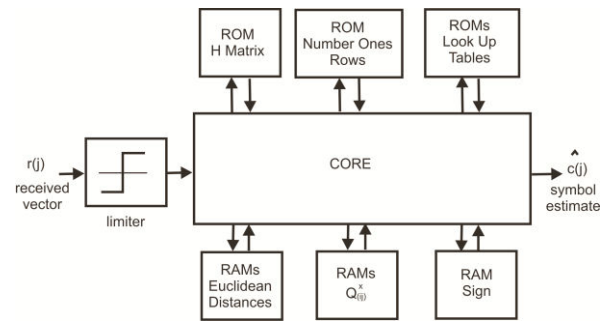 ROM
H Matrix
ROM
Number Ones
Rows
ROMs
Look Up
Tables
r(j)
received
vector
limiter
CORE
^
c(j)
symbol
estimate
RAMs
Euclidean
Distances
RAMs
Q^x_(ij)
RAM
Sign